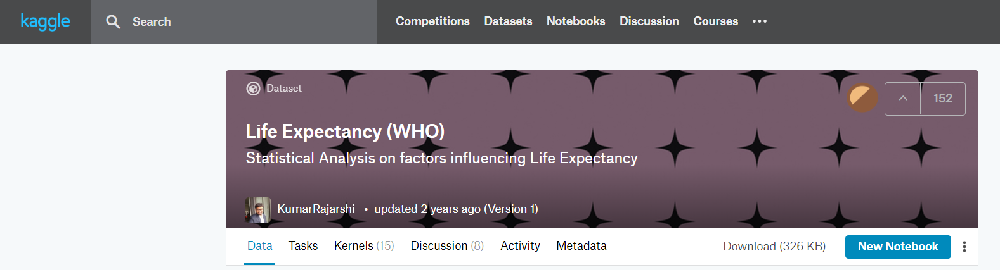 kaggle Search Competitions Datasets Notebooks Discussion Courses
Dataset
152
Life Expectancy (WHO)
Statistical Analysis on factors influencing Life Expectancy
KumarRajarshi • updated 2 years ago (Version 1)
Data Tasks Kernels (15) Discussion (8) Activity Metadata Download (326 KB) New Notebook